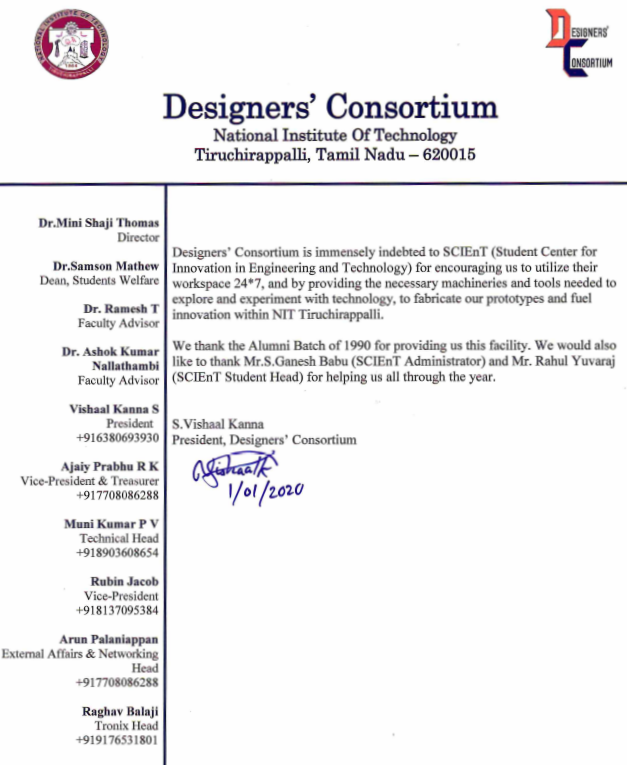 NATIONAL INSTITUTE OF TECHNOLOGY
1964
TIRUCHIRAPPALLI
DESIGNERS'
CONSORTIUM
Designers' Consortium
National Institute Of Technology
Tiruchirappalli, Tamil Nadu – 620015
Dr.Mini Shaji Thomas
Director
Dr.Samson Mathew
Dean, Students Welfare
Dr. Ramesh T
Faculty Advisor
Dr. Ashok Kumar
Nallathambi
Faculty Advisor
Vishaal Kanna S
President
+916380693930
Ajaiy Prabhu R K
Vice-President & Treasurer
+917708086288
Muni Kumar P V
Technical Head
+918903608654
Rubin Jacob
Vice-President
+918137095384
Arun Palaniappan
External Affairs & Networking
Head
+917708086288
Raghav Balaji
Tronix Head
+919176531801
Designers' Consortium is immensely indebted to SCIEnT (Student Center for
Innovation in Engineering and Technology) for encouraging us to utilize their
workspace 24*7, and by providing the necessary machineries and tools needed to
explore and experiment with technology, to fabricate our prototypes and fuel
innovation within NIT Tiruchirappalli.
We thank the Alumni Batch of 1990 for providing us this facility. We would also
like to thank Mr.S.Ganesh Babu (SCIEnT Administrator) and Mr. Rahul Yuvaraj
(SCIEnT Student Head) for helping us all through the year.
S.Vishaal Kanna
President, Designers' Consortium
VishaalK
1/01/2020